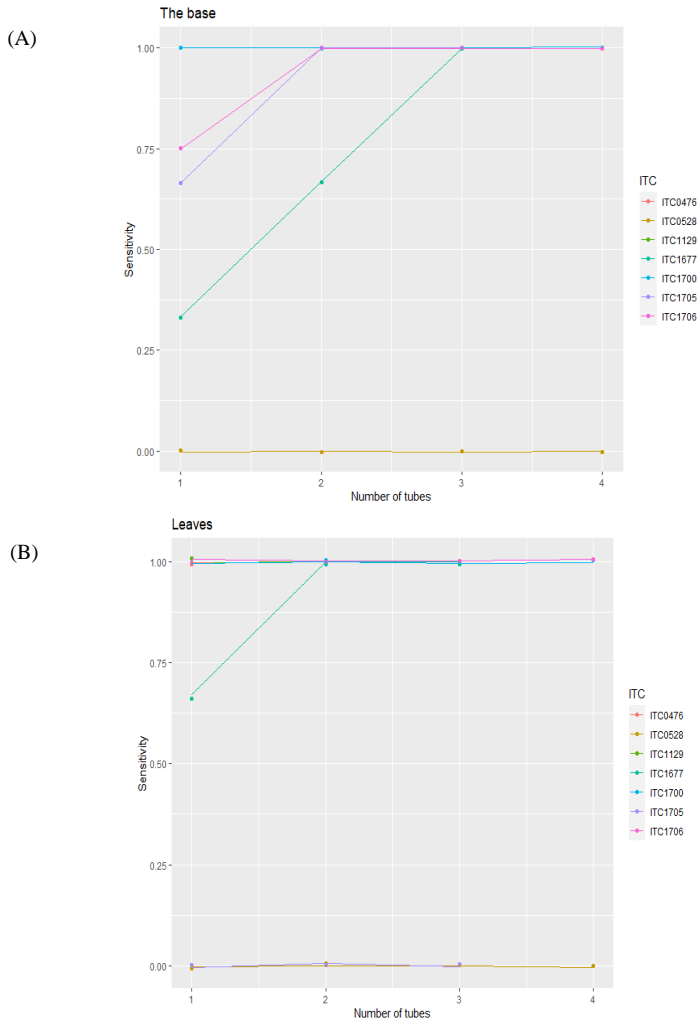 (A)
The base
1.00
0.75
0.50
0.25
0.00
Sensitivity
1
2
3
4
Number of tubes
ITC
ITC0476
ITC0528
ITC1129
ITC1677
ITC1700
ITC1705
ITC1706
(B)
Leaves
1.00
0.75
0.50
0.25
0.00
Sensitivity
1
2
3
4
Number of tubes
ITC
ITC0476
ITC0528
ITC1129
ITC1677
ITC1700
ITC1705
ITC1706